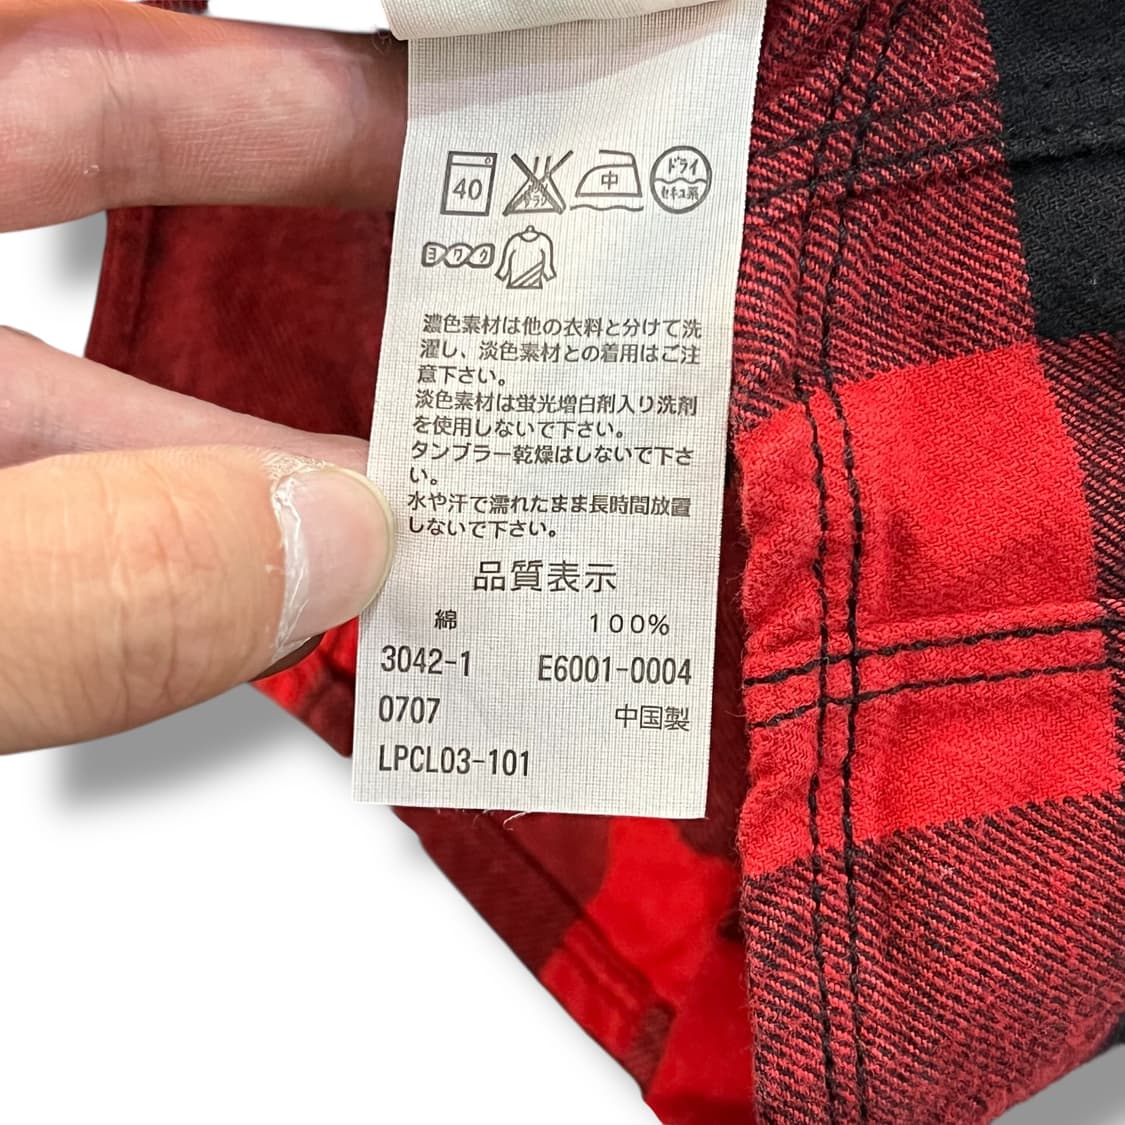 40
中
ドライ
セキユ系
ヨワク
濃色素材は他の衣料と分けて洗
濯し、淡色素材との着用はご注
意下さい。
淡色素材は蛍光増白剤入り洗剤
を使用しないで下さい。
タンブラー乾燥はしないで下さ
い。
水や汗で濡れたまま長時間放置
しないで下さい。
品質表示
綿 100%
3042-1 E6001-0004
0707 中国製
LPCL03-101